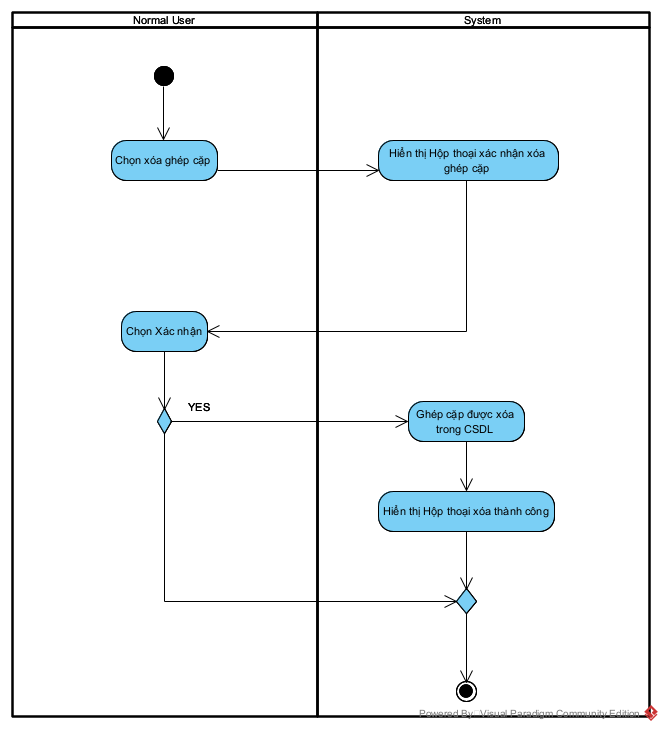 Normal User
System
Chọn xóa ghép cặp
Hiển thị Hộp thoại xác nhận xóa
ghép cặp
Chọn Xác nhận
YES
Ghép cặp được xóa
trong CSDL
Hiển thị Hộp thoại xóa thành công
Powered By Visual Paradigm Community Edition